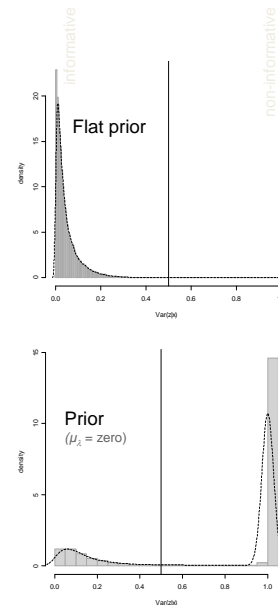 informative
non-informative
Flat prior
density
0
5
10
15
20
0.0 0.2 0.4 0.6 0.8 1
Var(z|x)
Prior
(μλ = zero)
density
0
5
10
15
0.0 0.2 0.4 0.6 0.8 1.0
Var(z|x)